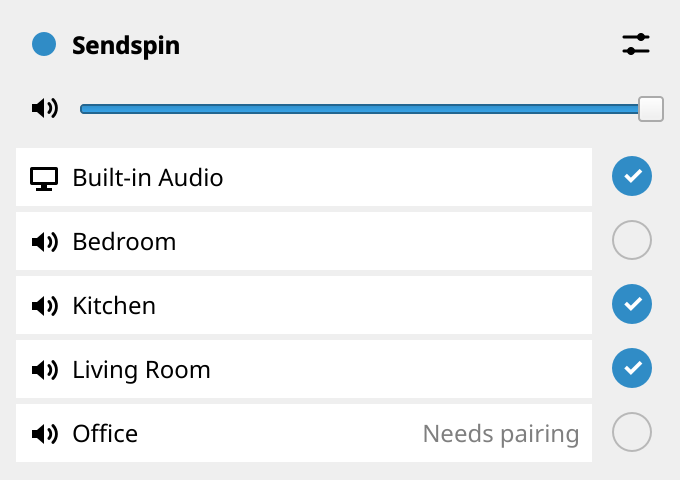 Sendspin
Built-in Audio
Bedroom
Kitchen
Living Room
Office Needs pairing